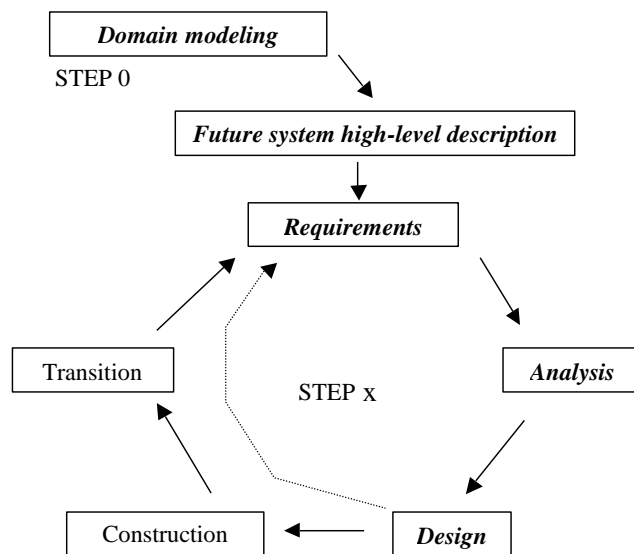 Domain modeling
STEP 0
Future system high-level description
Requirements
Transition
Analysis
STEP x
Construction
Design